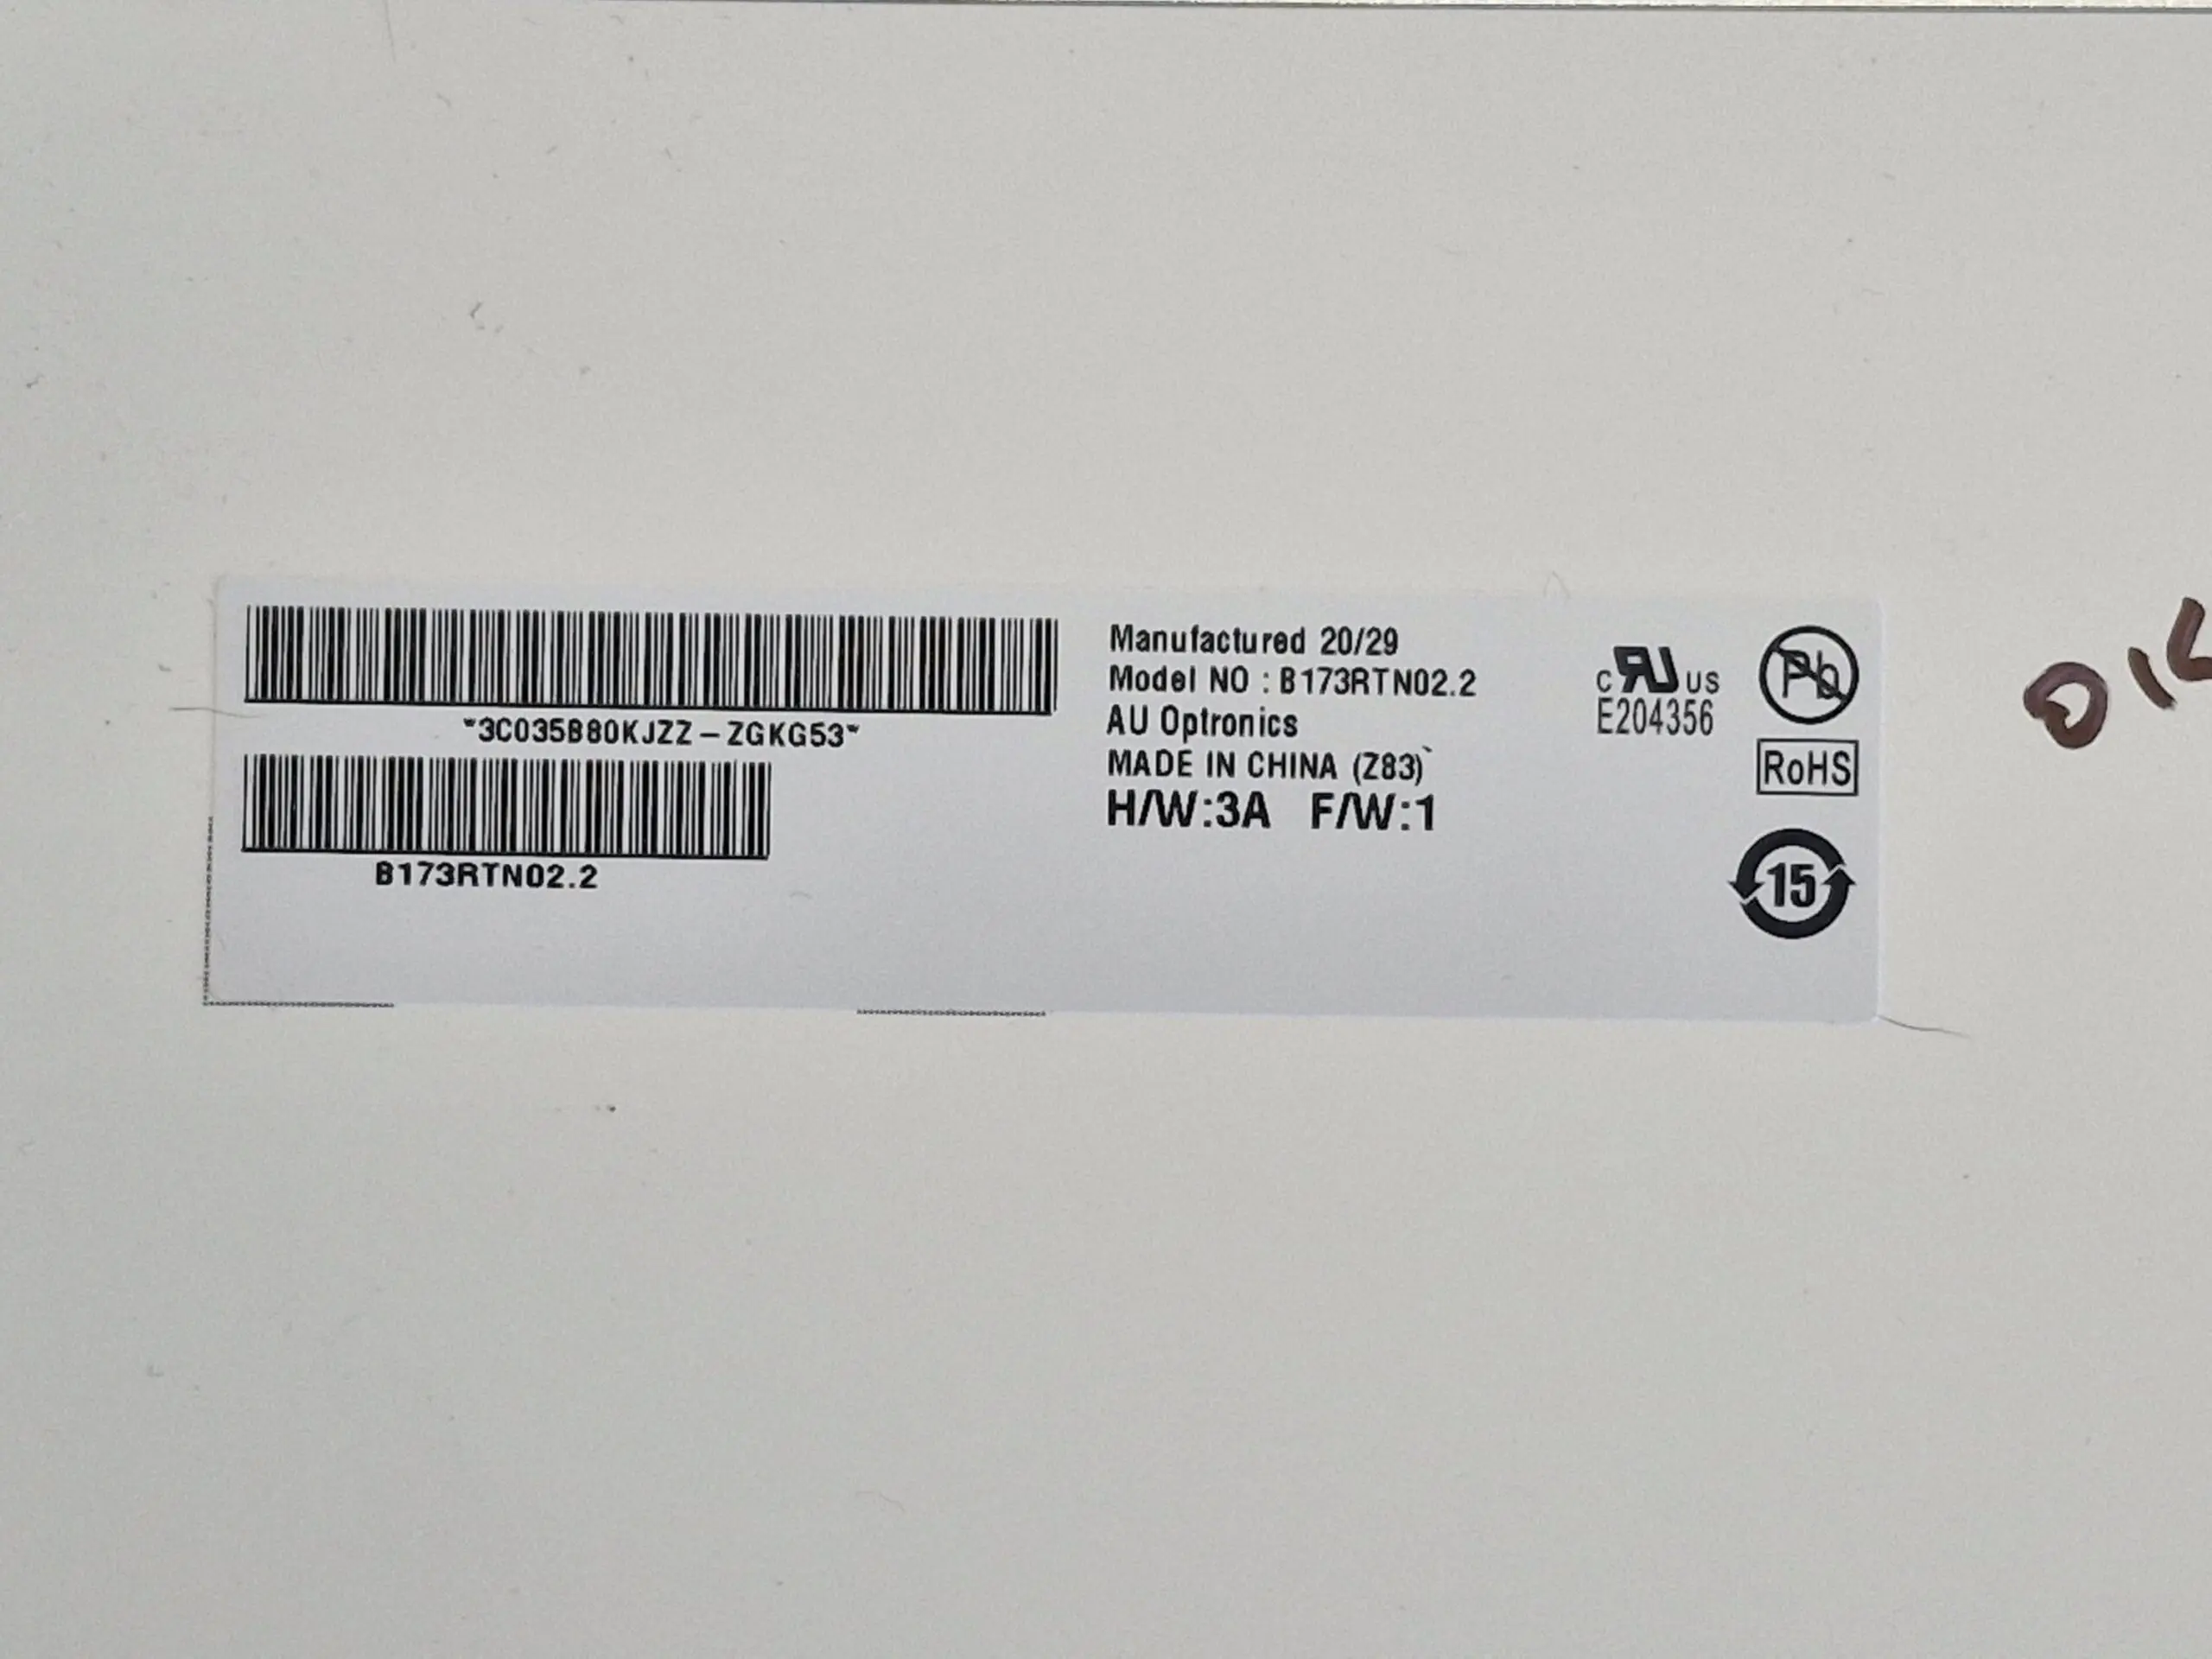 *3C035B80KJZZ-ZGKG53*
B173RTN02.2
Manufactured 20/29
Model NO : B173RTN02.2
AU Optronics
MADE IN CHINA (Z83)`
H/W:3A F/W:1
c RU US
E204356
Pb
RoHS
15